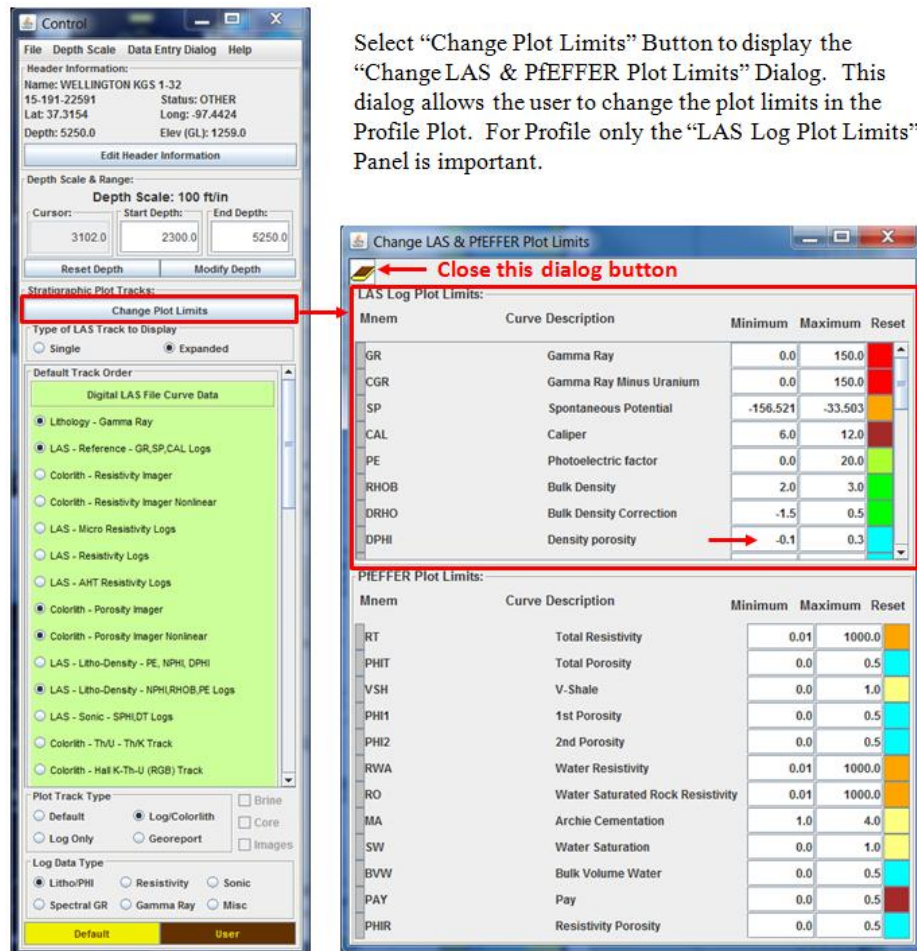 Select “Change Plot Limits” Button to display the
“Change LAS & PfEFFER Plot Limits” Dialog. This
dialog allows the user to change the plot limits in the
Profile Plot. For Profile only the “LAS Log Plot Limits”
Panel is important.
Control
File Depth Scale Data Entry Dialog Help
Header Information:
Name: WELLINGTON KGS 1-32
15-191-22591 Status: OTHER
Lat: 37.3154 Long: -97.4424
Depth: 5250.0 Elev (GL): 1259.0
Edit Header Information
Depth Scale & Range:
Depth Scale: 100 ft/in
Cursor: Start Depth: End Depth:
3102.0 2300.0 5250.0
Reset Depth Modify Depth
Stratigraphic Plot Tracks:
Change Plot Limits
Type of LAS Track to Display
Single Expanded
Default Track Order
Digital LAS File Curve Data
Lithology - Gamma Ray
LAS - Reference - GR,SP,CAL Logs
Colorlith - Resistivity Imager
Colorlith - Resistivity Imager Nonlinear
LAS - Micro Resistivity Logs
LAS - Resistivity Logs
LAS - AHT Resistivity Logs
Colorlith - Porosity Imager
Colorlith - Porosity Imager Nonlinear
LAS - Litho-Density - PE, NPHI, DPHI
LAS - Litho-Density - NPHI,RHOB,PE Logs
LAS - Sonic - SPHI,DT Logs
Colorlith - Th/U - Th/K Track
Colorlith - Hall K-Th-U (RGB) Track
Plot Track Type
Default Log/Colorlith Brine
Log Only Georeport Core
Images
Log Data Type
Litho/PHI Resistivity Sonic
Spectral GR Gamma Ray Misc
Default User
Change LAS & PfEFFER Plot Limits
Close this dialog button
LAS Log Plot Limits:
Mnem Curve Description Minimum Maximum Reset
GR Gamma Ray 0.0 150.0
CGR Gamma Ray Minus Uranium 0.0 150.0
SP Spontaneous Potential -156.521 -33.503
CAL Caliper 6.0 12.0
PE Photoelectric factor 0.0 20.0
RHOB Bulk Density 2.0 3.0
DRHO Bulk Density Correction -1.5 0.5
DPHI Density porosity -0.1 0.3
PfEFFER Plot Limits:
Mnem Curve Description Minimum Maximum Reset
RT Total Resistivity 0.01 1000.0
PHIT Total Porosity 0.0 0.5
VSH V-Shale 0.0 1.0
PHI1 1st Porosity 0.0 0.5
PHI2 2nd Porosity 0.0 0.5
RWA Water Resistivity 0.01 1000.0
RO Water Saturated Rock Resistivity 0.01 1000.0
MA Archie Cementation 1.0 4.0
SW Water Saturation 0.0 1.0
BVW Bulk Volume Water 0.0 0.5
PAY Pay 0.0 0.5
PHIR Resistivity Porosity 0.0 0.5